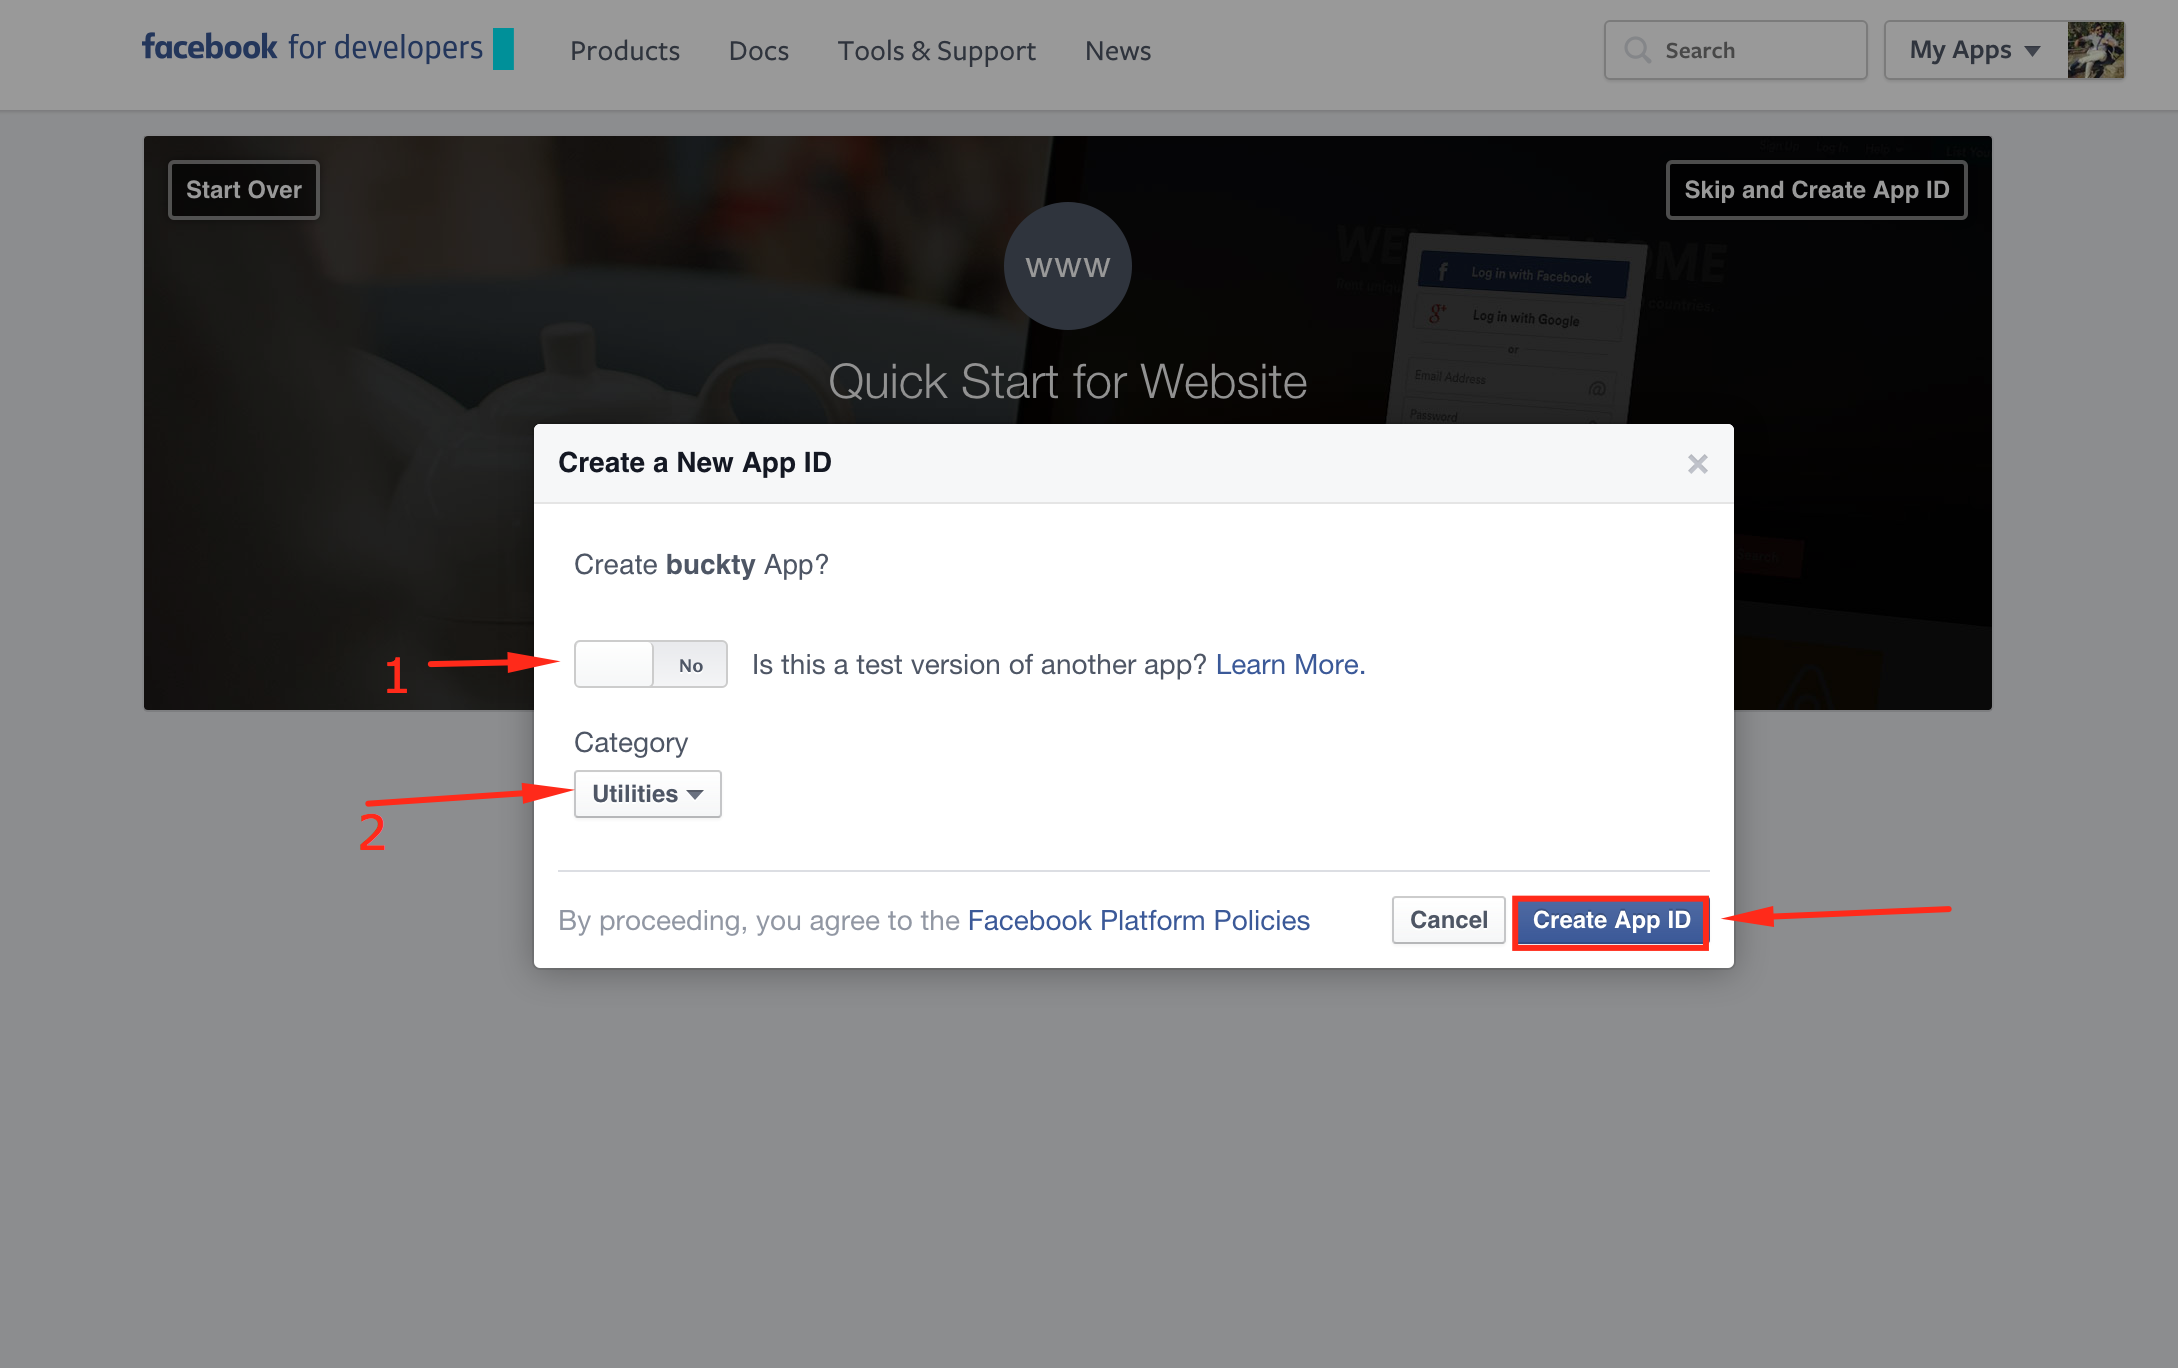 facebook for developers Products Docs Tools & Support News Search My Apps
Start Over Skip and Create App ID
www
Log in with Facebook
Log in with Google
or
Quick Start for Website
Email Address @
Password
Create a New App ID ×
Create buckty App?
1 No Is this a test version of another app? Learn More.
Category
2 Utilities
By proceeding, you agree to the Facebook Platform Policies Cancel Create App ID